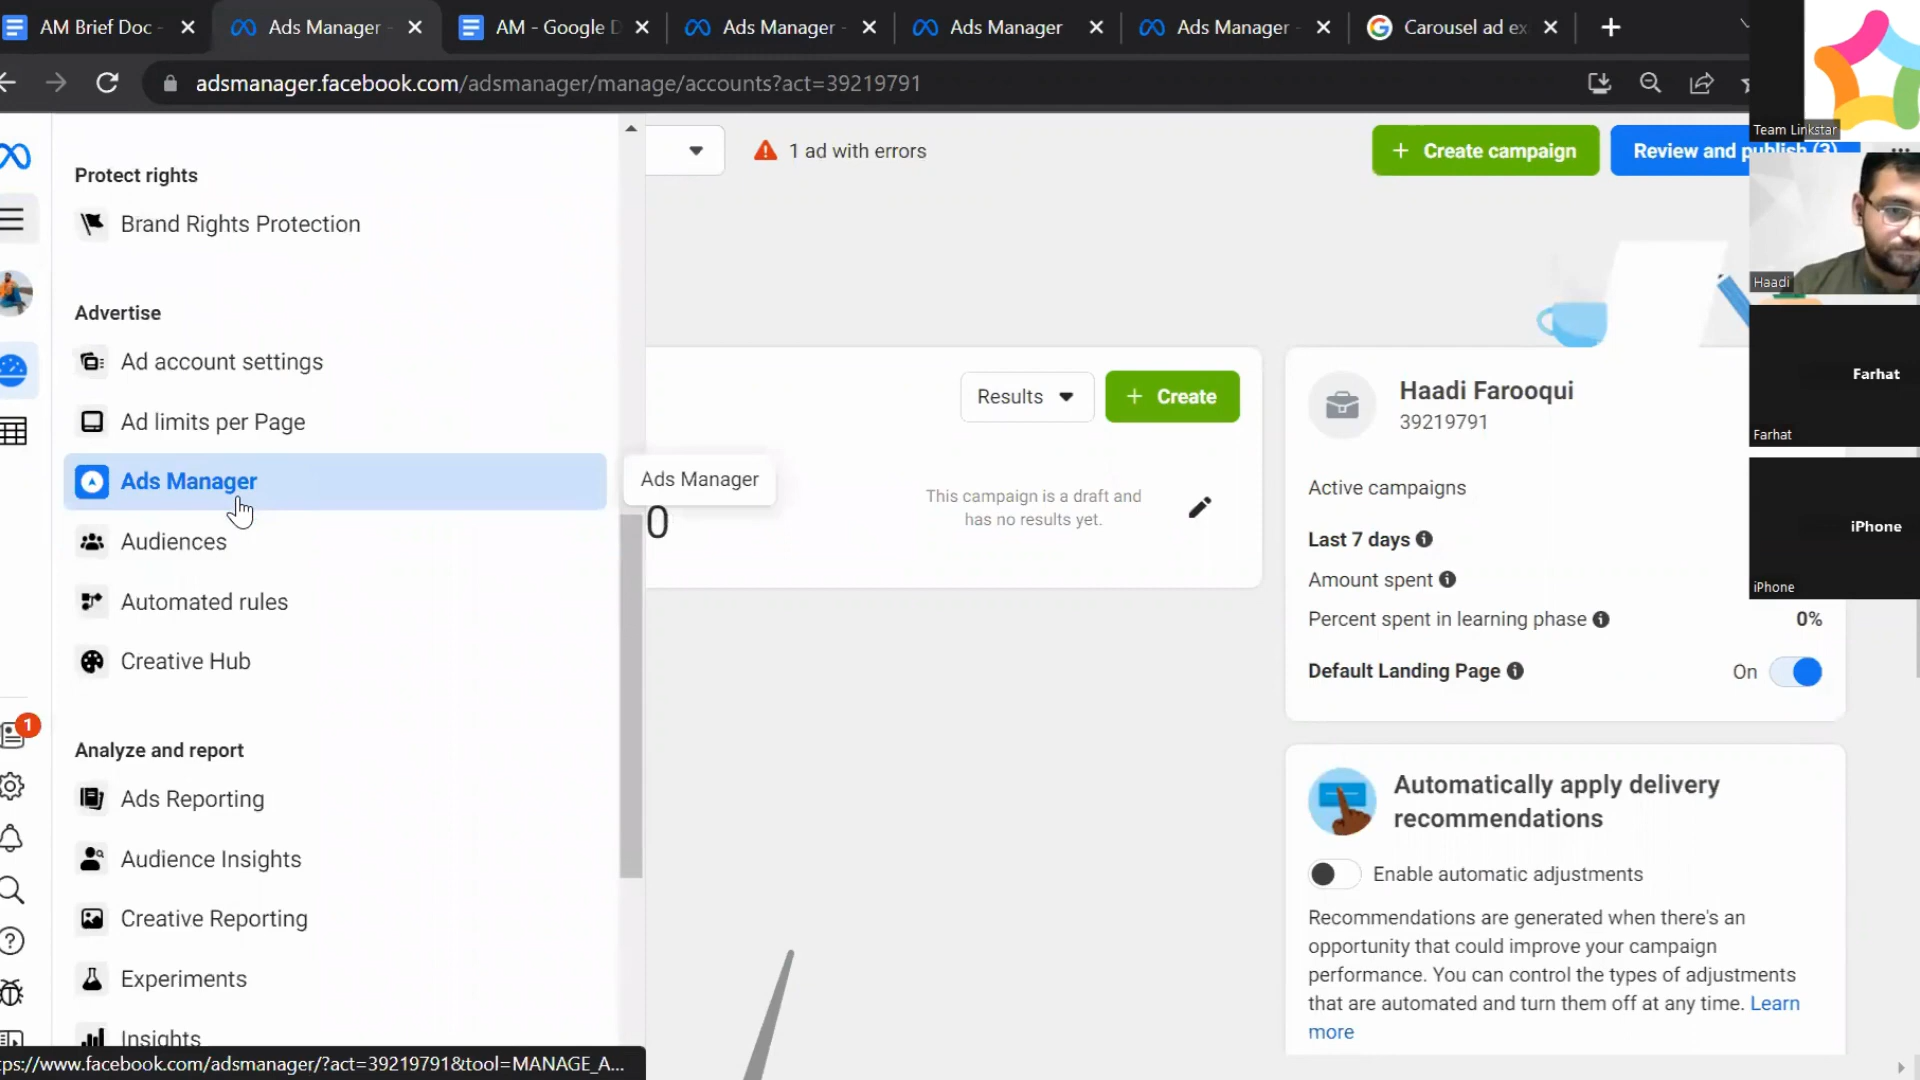 AM Brief Doc -
Ads Manager -
AM - Google D
Ads Manager -
Ads Manager
Ads Manager -
Carousel ad ex
adsmanager.facebook.com/adsmanager/manage/accounts?act=39219791
Team Linkstar
Protect rights
Brand Rights Protection
Advertise
Ad account settings
Ad limits per Page
Ads Manager
Audiences
Automated rules
Creative Hub
Analyze and report
Ads Reporting
Audience Insights
Creative Reporting
Experiments
Insights
1
Ads Manager
1 ad with errors
Create campaign
Review and publish (3)
Results
Create
0
This campaign is a draft and
has no results yet.
Haadi Farooqui
39219791
Active campaigns
Last 7 days
Amount spent
Percent spent in learning phase
0%
Default Landing Page
On
Automatically apply delivery
recommendations
Enable automatic adjustments
Recommendations are generated when there's an
opportunity that could improve your campaign
performance. You can control the types of adjustments
that are automated and turn them off at any time. Learn
more
Haadi
Farhat
Farhat
iPhone
iPhone
ps://www.facebook.com/adsmanager/?act=39219791&tool=MANAGE_A...